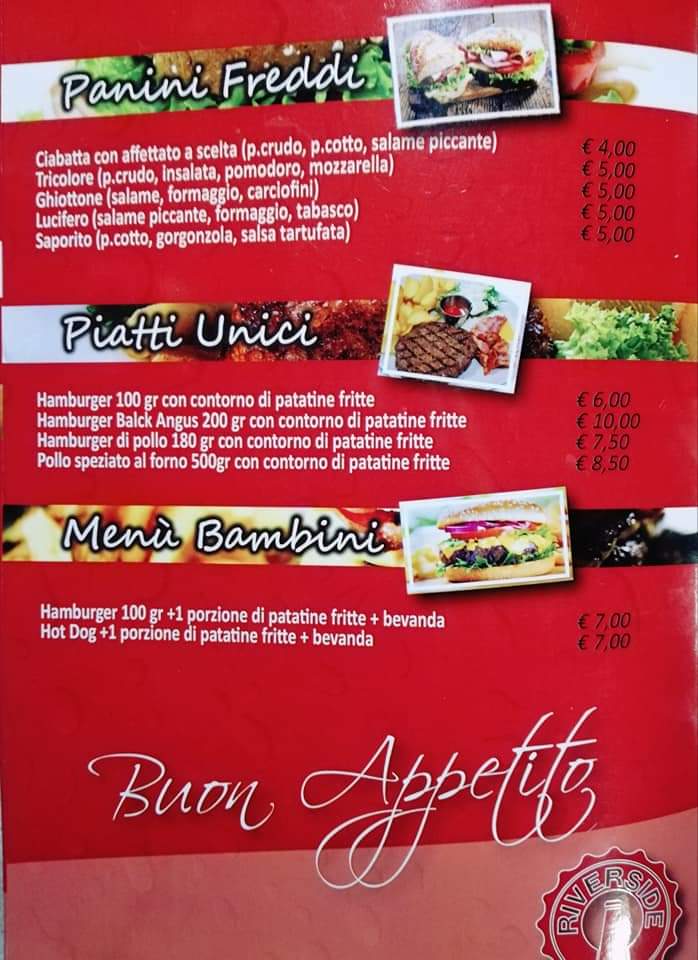 Panini Freddi
Ciabatta con affettato a scelta (p.crudo, p.cotto, salame piccante) € 4,00
Tricolore (p.crudo, insalata, pomodoro, mozzarella) € 5,00
Ghiottone (salame, formaggio, carciofini) € 5,00
Lucifero (salame piccante, formaggio, tabasco) € 5,00
Saporito (p.cotto, gorgonzola, salsa tartufata) € 5,00
Piatti Unici
Hamburger 100 gr con contorno di patatine fritte € 6,00
Hamburger Balck Angus 200 gr con contorno di patatine fritte € 10,00
Hamburger di pollo 180 gr con contorno di patatine fritte € 7,50
Pollo speziato al forno 500gr con contorno di patatine fritte € 8,50
Menù Bambini
Hamburger 100 gr +1 porzione di patatine fritte + bevanda € 7,00
Hot Dog +1 porzione di patatine fritte + bevanda € 7,00
Buon Appetito
RIVERSIDE